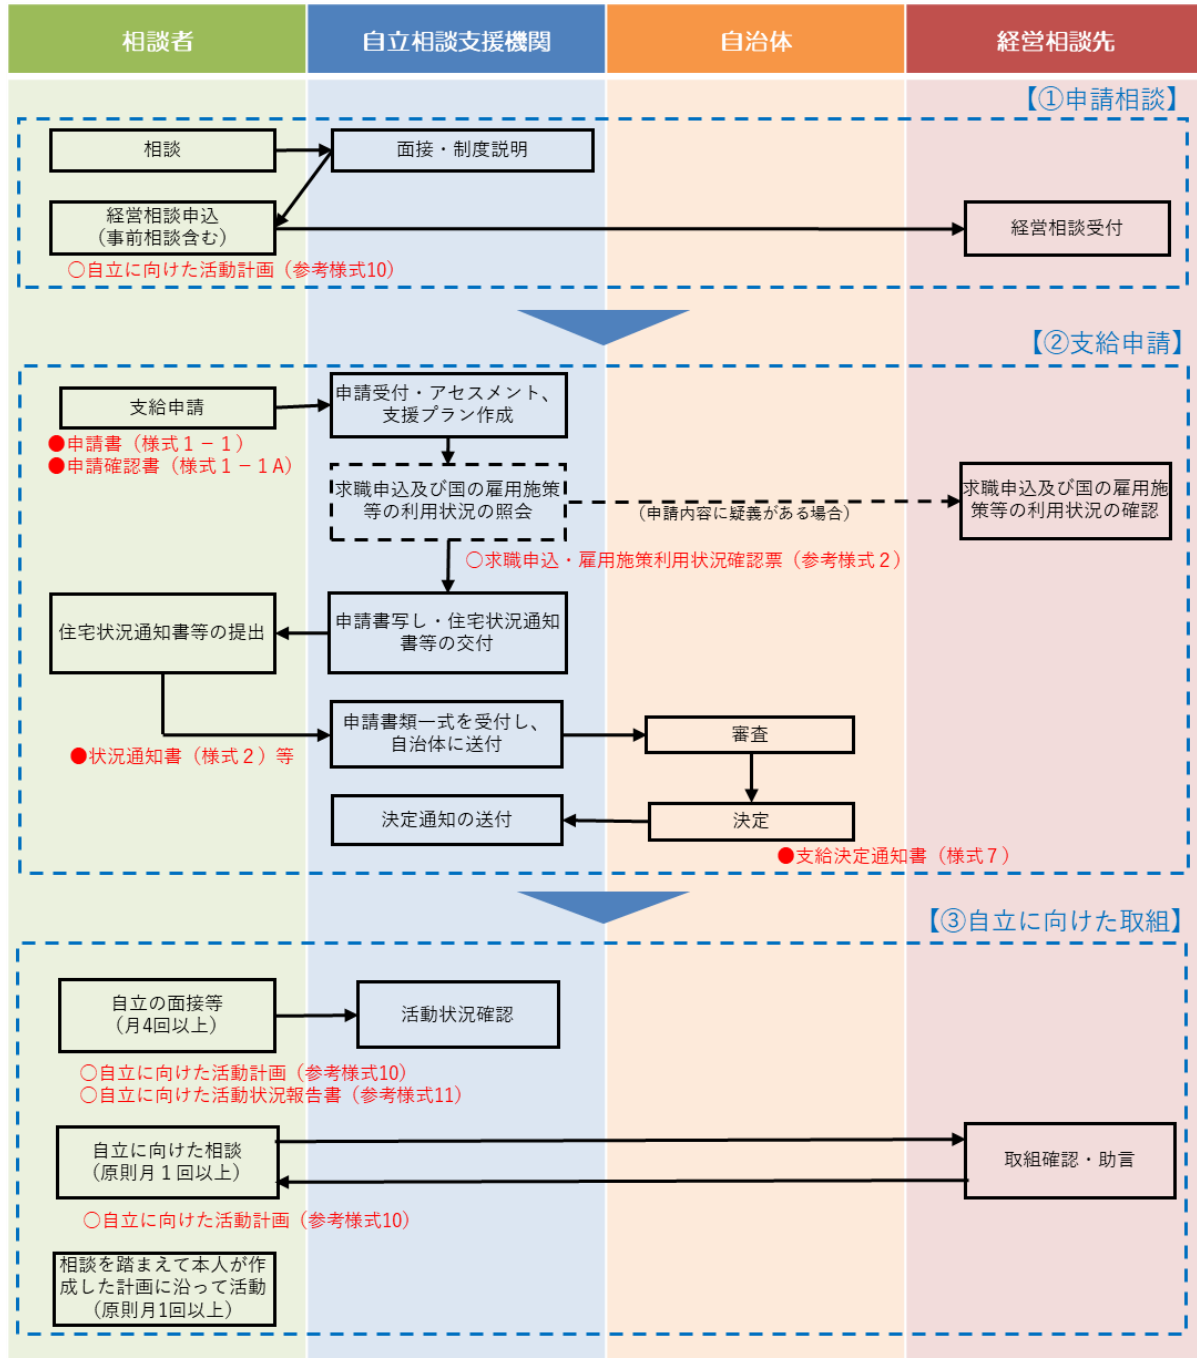 相談者
自立相談支援機関
自治体
経営相談先
【①申請相談】
相談
面接・制度説明
経営相談申込
（事前相談含む）
経営相談受付
○自立に向けた活動計画（参考様式10）
【②支給申請】
支給申請
申請受付・アセスメント、
支援プラン作成
●申請書（様式１－１）
●申請確認書（様式１－１A）
求職申込及び国の雇用施策
等の利用状況の照会
（申請内容に疑義がある場合）
求職申込及び国の雇用施
策等の利用状況の確認
○求職申込・雇用施策利用状況確認票（参考様式２）
住宅状況通知書等の提出
申請書写し・住宅状況通知
書等の交付
申請書類一式を受付し、
自治体に送付
審査
●状況通知書（様式２）等
決定通知の送付
決定
●支給決定通知書（様式７）
【③自立に向けた取組】
自立の面接等
（月4回以上）
活動状況確認
○自立に向けた活動計画（参考様式10）
○自立に向けた活動状況報告書（参考様式11）
自立に向けた相談
（原則月１回以上）
取組確認・助言
○自立に向けた活動計画（参考様式10）
相談を踏まえて本人が作
成した計画に沿って活動
（原則月1回以上）